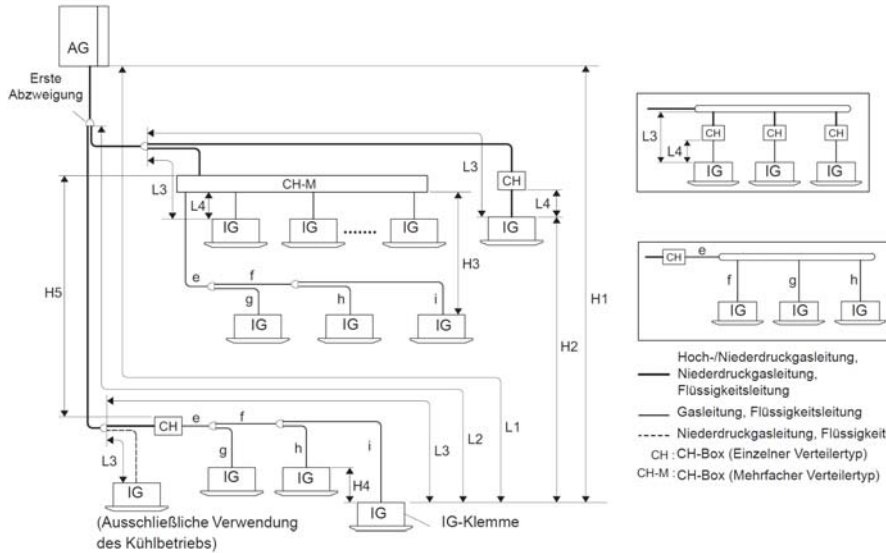 AG
Erste
Abzweigung
L3
CH-M
L4
IG
IG
.......
IG
L3
CH
L4
IG
H5
e
f
g
h
i
IG
IG
IG
H3
H2
H1
CH
e
f
g
h
i
L3
L3
L2
L1
IG
IG
IG
H4
IG
(Ausschließliche Verwendung
des Kühlbetriebs)
IG-Klemme
L3
CH
CH
CH
L4
IG
IG
IG
CH
e
f
g
h
IG
IG
IG
Hoch-/Niederdruckgasleitung,
Niederdruckgasleitung,
Flüssigkeitsleitung
Gasleitung, Flüssigkeitsleitung
Niederdruckgasleitung, Flüssigkeit
CH : CH-Box (Einzelner Verteilertyp)
CH-M : CH-Box (Mehrfacher Verteilertyp)